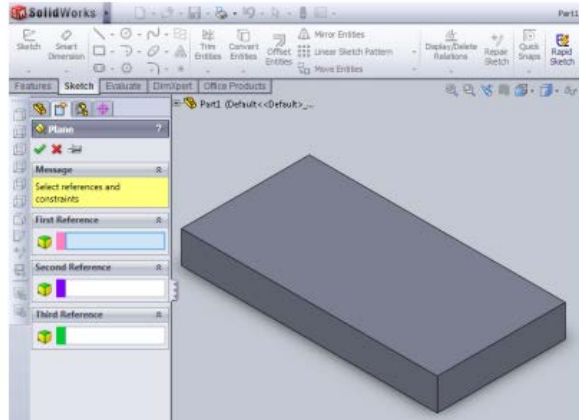 SolidWorks
Part1
Sketch
Smart Dimension
Trim Entities
Convert Entities
Offset Entities
Mirror Entities
Linear Sketch Pattern
Move Entities
Display/Delete Relations
Repair Sketch
Quick Snaps
Rapid Sketch
Features Sketch Evaluate DimXpert Office Products
Part1 (Default<<Default>_...
Plane ?
Message
Select references and
constraints
First Reference
Second Reference
Third Reference